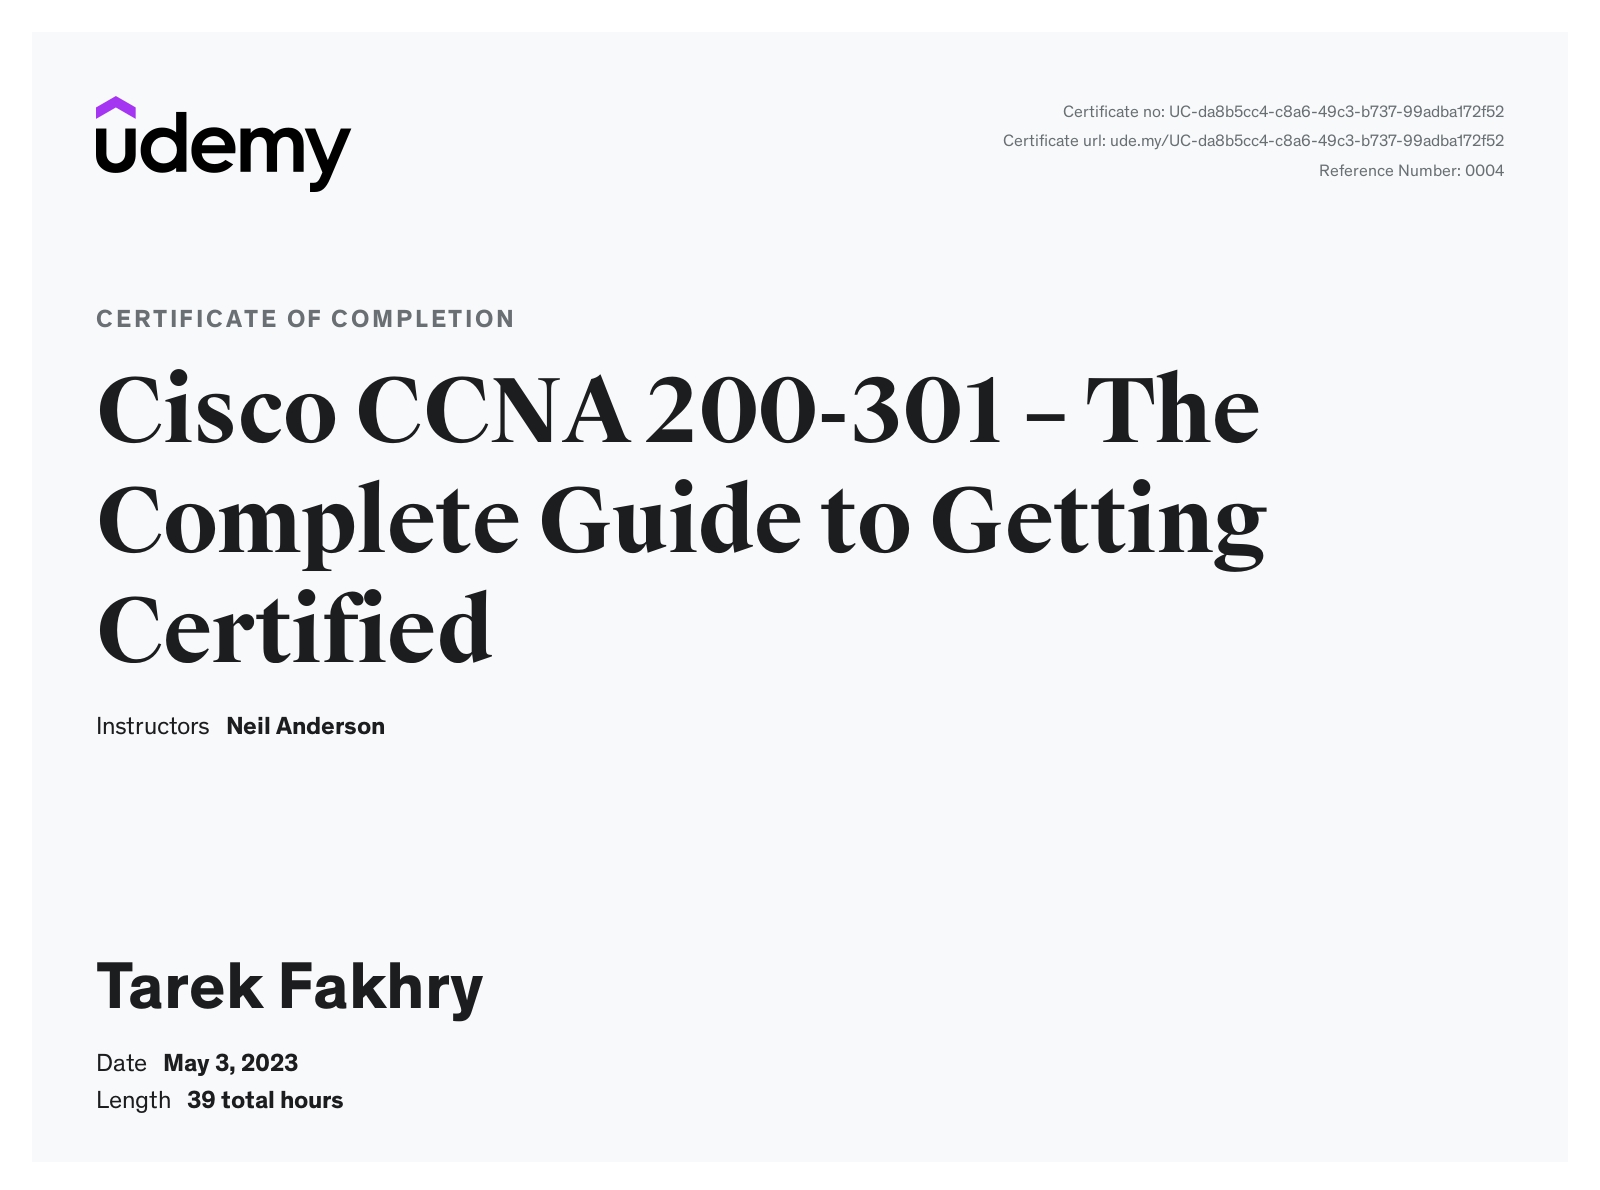 udemy
Certificate no: UC-da8b5cc4-c8a6-49c3-b737-99adba172f52
Certificate url: ude.my/UC-da8b5cc4-c8a6-49c3-b737-99adba172f52
Reference Number: 0004
CERTIFICATE OF COMPLETION
Cisco CCNA 200-301 – The
Complete Guide to Getting
Certified
Instructors Neil Anderson
Tarek Fakhry
Date May 3, 2023
Length 39 total hours